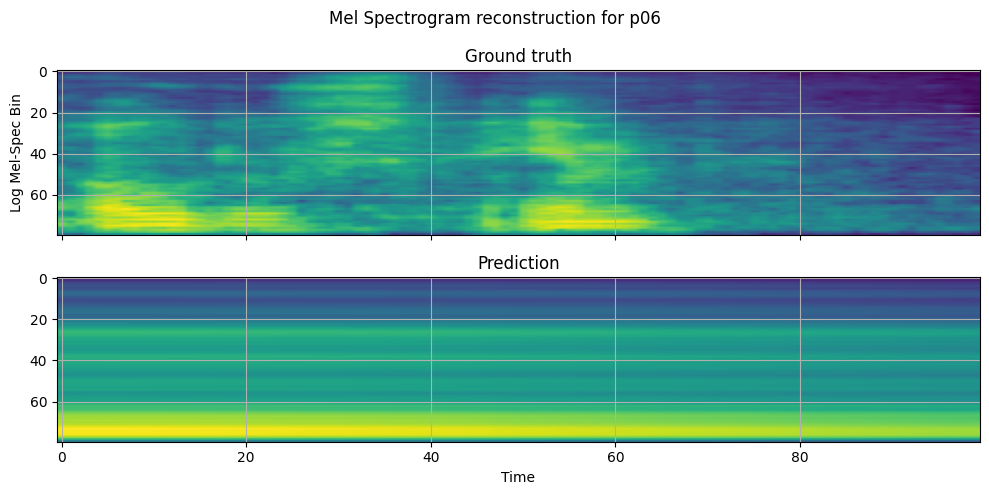 Mel Spectrogram reconstruction for p06
Ground truth
Log Mel-Spec Bin
0
20
40
60
Prediction
0
20
40
60
0 20 40 60 80
Time